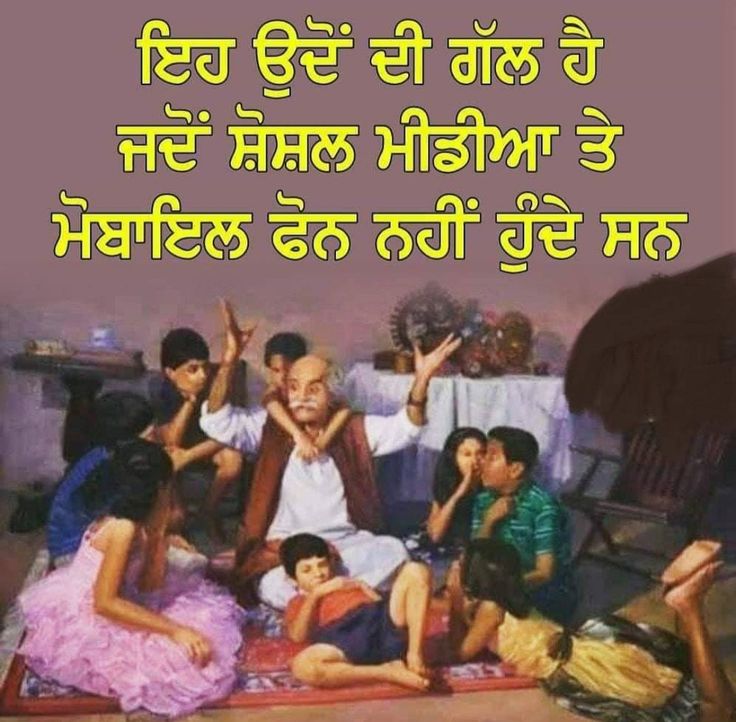 ਇਹ ਉਦੋਂ ਦੀ ਗੱਲ ਹੈ
ਜਦੋਂ ਸ਼ੋਸ਼ਲ ਮੀਡੀਆ ਤੇ
ਮੋਬਾਇਲ ਫੋਨ ਨਹੀਂ ਹੁੰਦੇ ਸਨ